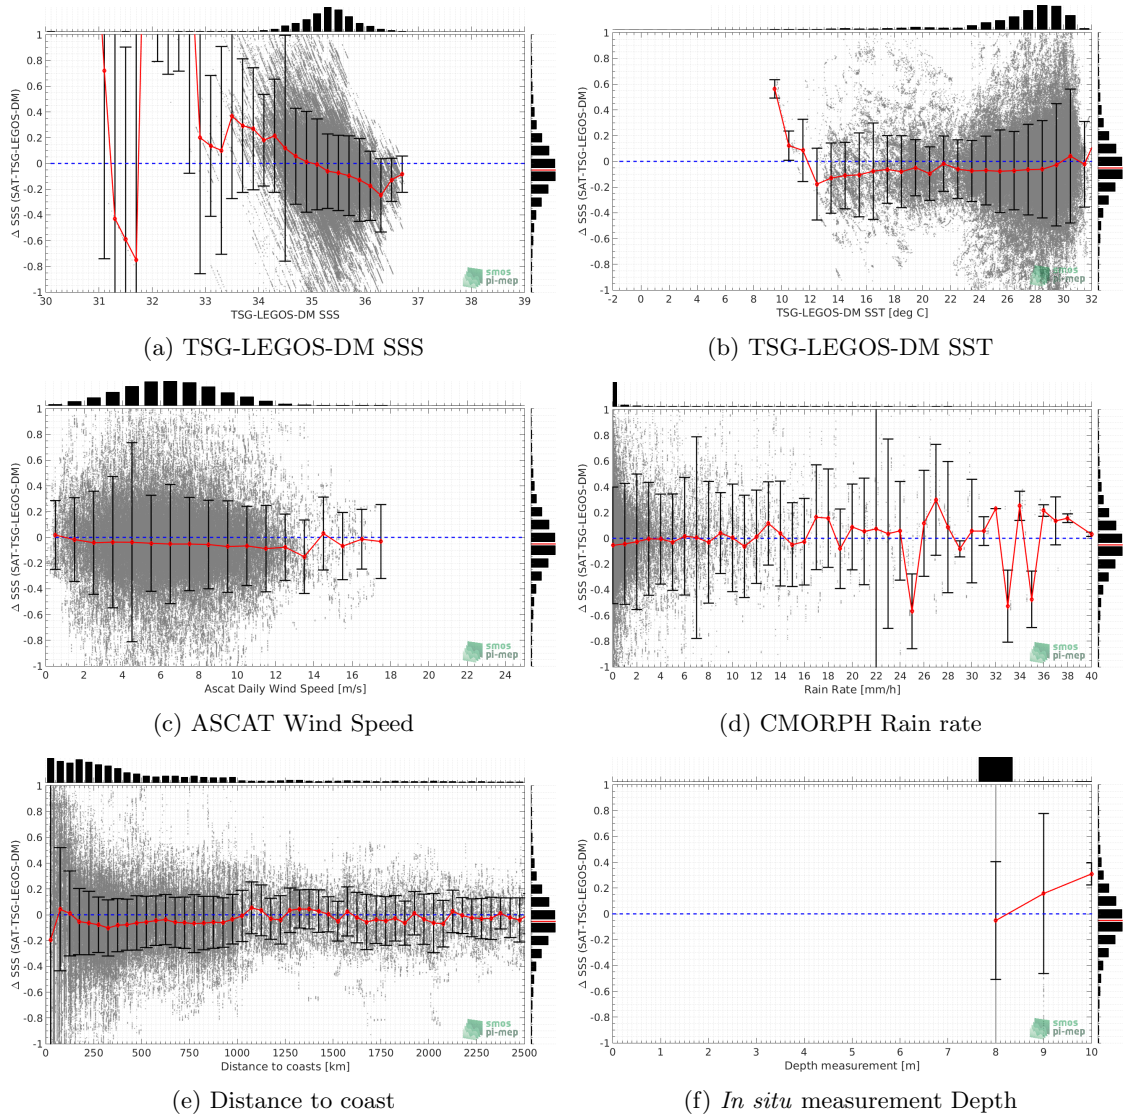 Δ SSS (SAT-TSG-LEGOS-DM)
1
0.8
0.6
0.4
0.2
0
-0.2
-0.4
-0.6
-0.8
-1
smos
pi-mep
30 31 32 33 34 35 36 37 38 39
TSG-LEGOS-DM SSS
(a) TSG-LEGOS-DM SSS
Δ SSS (SAT-TSG-LEGOS-DM)
1
0.8
0.6
0.4
0.2
0
-0.2
-0.4
-0.6
-0.8
-1
smos
pi-mep
-2 0 2 4 6 8 10 12 14 16 18 20 22 24 26 28 30 32
TSG-LEGOS-DM SST [deg C]
(b) TSG-LEGOS-DM SST
Δ SSS (SAT-TSG-LEGOS-DM)
1
0.8
0.6
0.4
0.2
0
-0.2
-0.4
-0.6
-0.8
-1
smos
pi-mep
0 2 4 6 8 10 12 14 16 18 20 22 24
Ascat Daily Wind Speed [m/s]
(c) ASCAT Wind Speed
Δ SSS (SAT-TSG-LEGOS-DM)
1
0.8
0.6
0.4
0.2
0
-0.2
-0.4
-0.6
-0.8
-1
smos
pi-mep
0 2 4 6 8 10 12 14 16 18 20 22 24 26 28 30 32 34 36 38 40
Rain Rate [mm/h]
(d) CMORPH Rain rate
Δ SSS (SAT-TSG-LEGOS-DM)
1
0.8
0.6
0.4
0.2
0
-0.2
-0.4
-0.6
-0.8
-1
smos
pi-mep
0 250 500 750 1000 1250 1500 1750 2000 2250 2500
Distance to coasts [km]
(e) Distance to coast
Δ SSS (SAT-TSG-LEGOS-DM)
1
0.8
0.6
0.4
0.2
0
-0.2
-0.4
-0.6
-0.8
-1
smos
pi-mep
0 1 2 3 4 5 6 7 8 9 10
Depth measurement [m]
(f) In situ measurement Depth